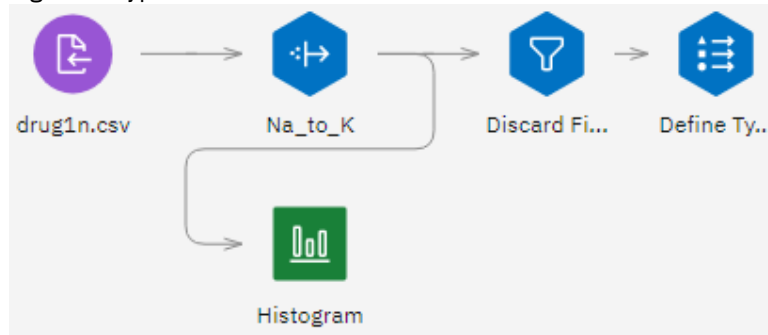 drug1n.csv
Na_to_K
Discard Fi...
Define Ty...
Histogram